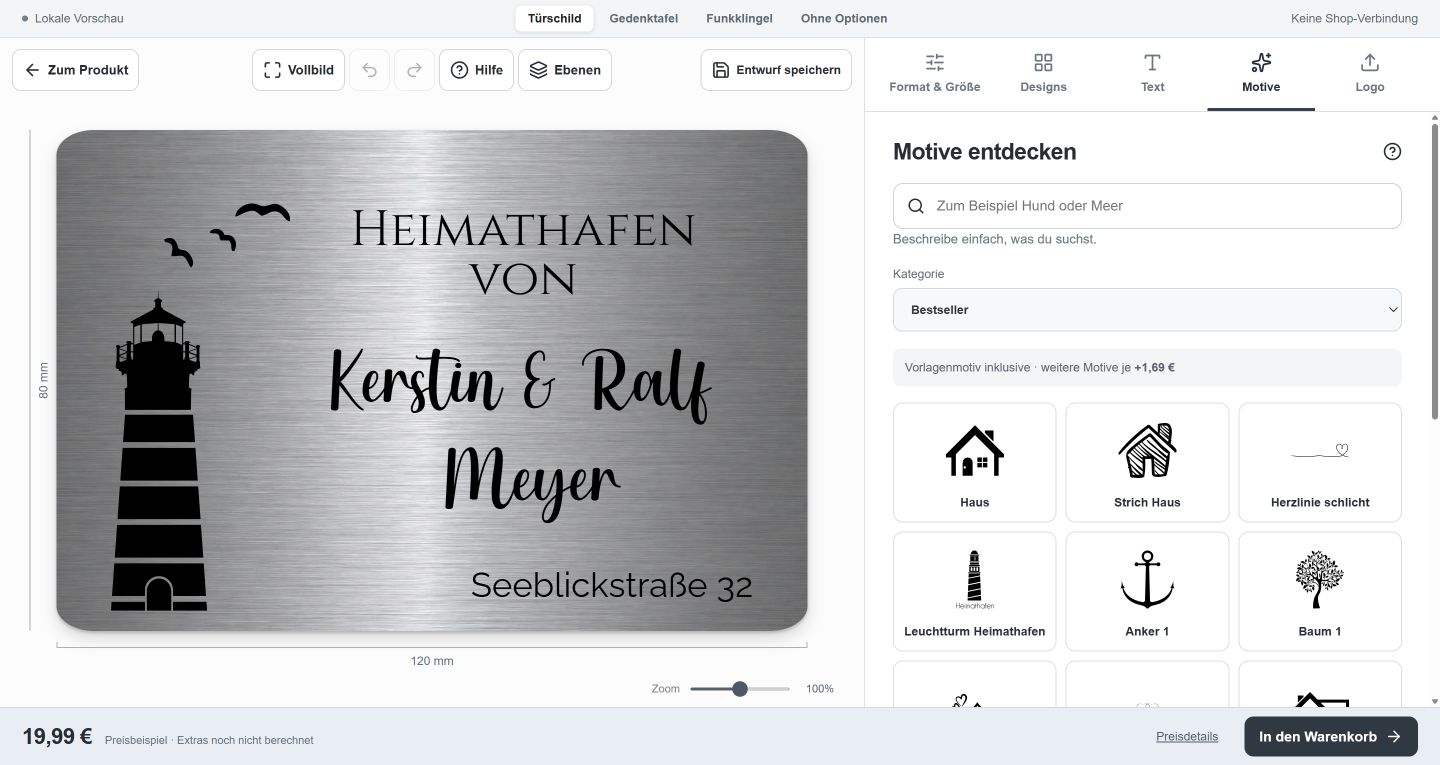 Lokale Vorschau
Türschild
Gedenktafel
Funkklingel
Ohne Optionen
Keine Shop-Verbindung
Zum Produkt
Vollbild
Hilfe
Ebenen
Entwurf speichern
Format & Größe
Designs
Text
Motive
Logo
80 mm
Heimathafen
von
Kerstin & Ralf
Meyer
Seeblickstraße 32
120 mm
Zoom
100%
Motive entdecken
Zum Beispiel Hund oder Meer
Beschreibe einfach, was du suchst.
Kategorie
Bestseller
Vorlagenmotiv inklusive · weitere Motive je +1,69 €
Haus
Strich Haus
Herzlinie schlicht
Heimathafen
Leuchtturm Heimathafen
Anker 1
Baum 1
19,99 €
Preisbeispiel · Extras noch nicht berechnet
Preisdetails
In den Warenkorb